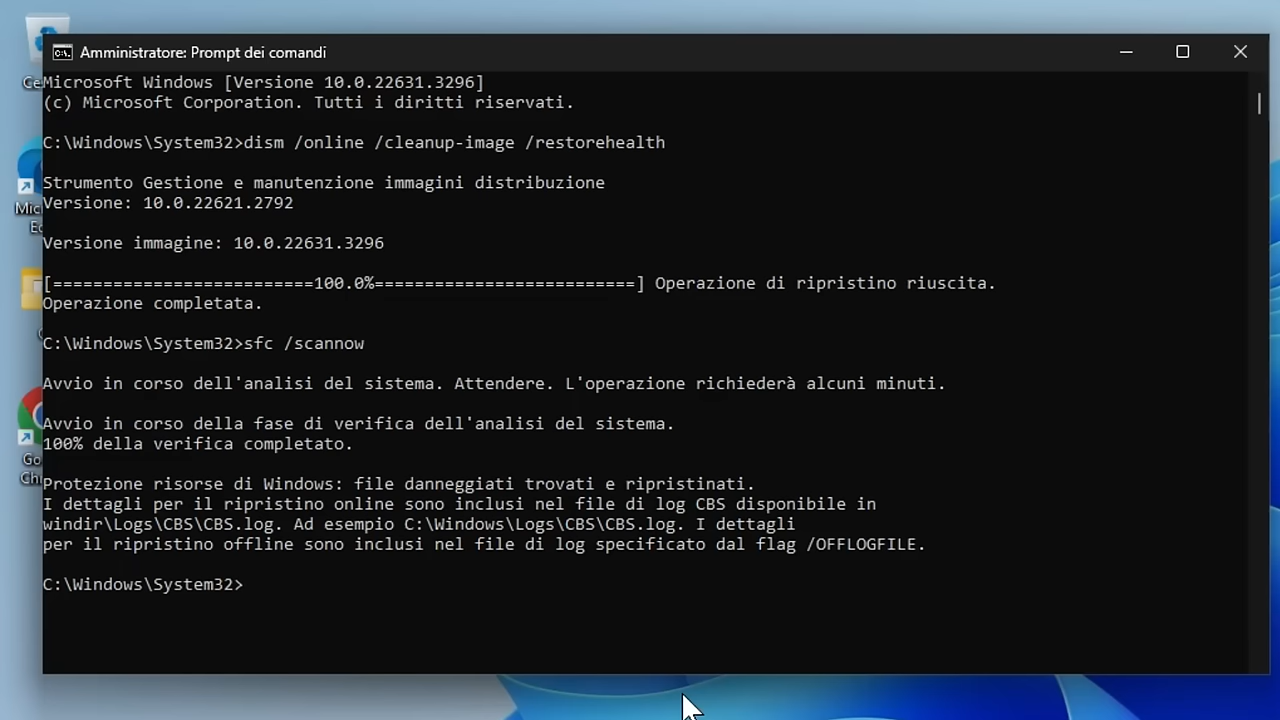 Amministratore: Prompt dei comandi
Microsoft Windows [Versione 10.0.22631.3296]
(c) Microsoft Corporation. Tutti i diritti riservati.
C:\Windows\System32>dism /online /cleanup-image /restorehealth
Strumento Gestione e manutenzione immagini distribuzione
Versione: 10.0.22621.2792
Versione immagine: 10.0.22631.3296
[==========================100.0%==========================] Operazione di ripristino riuscita.
Operazione completata.
C:\Windows\System32>sfc /scannow
Avvio in corso dell'analisi del sistema. Attendere. L'operazione richiederà alcuni minuti.
Avvio in corso della fase di verifica dell'analisi del sistema.
100% della verifica completato.
Protezione risorse di Windows: file danneggiati trovati e ripristinati.
I dettagli per il ripristino online sono inclusi nel file di log CBS disponibile in
windir\Logs\CBS\CBS.log. Ad esempio C:\Windows\Logs\CBS\CBS.log. I dettagli
per il ripristino offline sono inclusi nel file di log specificato dal flag /OFFLOGFILE.
C:\Windows\System32>